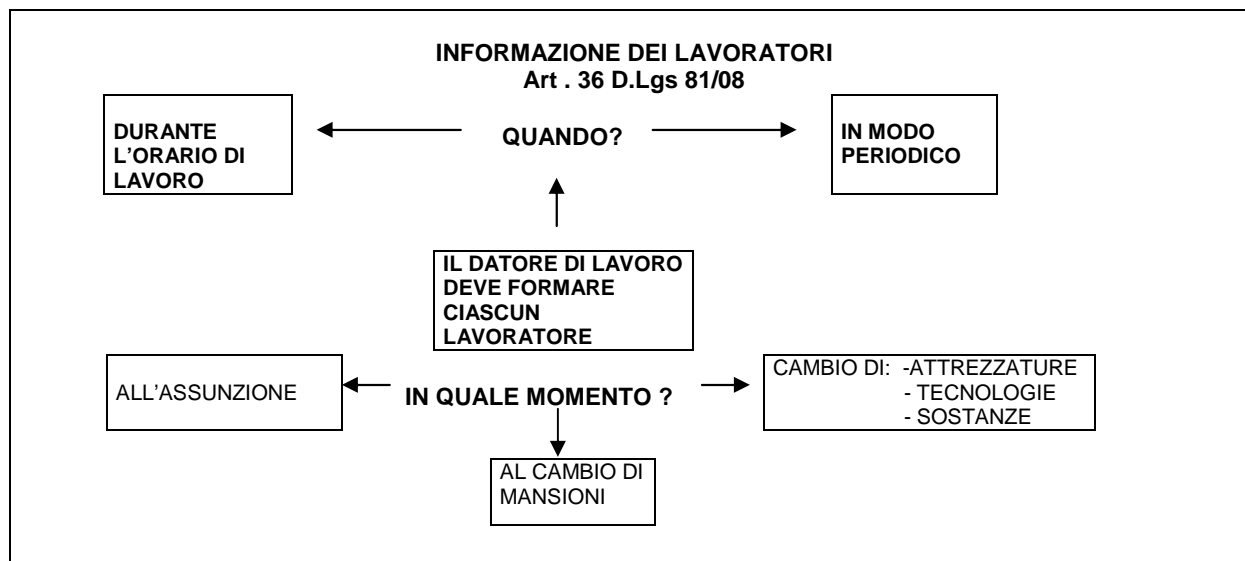 INFORMAZIONE DEI LAVORATORI
Art . 36 D.Lgs 81/08
DURANTE
L'ORARIO DI
LAVORO
QUANDO?
IN MODO
PERIODICO
IL DATORE DI LAVORO
DEVE FORMARE
CIASCUN
LAVORATORE
ALL'ASSUNZIONE
IN QUALE MOMENTO ?
CAMBIO DI: -ATTREZZATURE
- TECNOLOGIE
- SOSTANZE
AL CAMBIO DI
MANSIONI